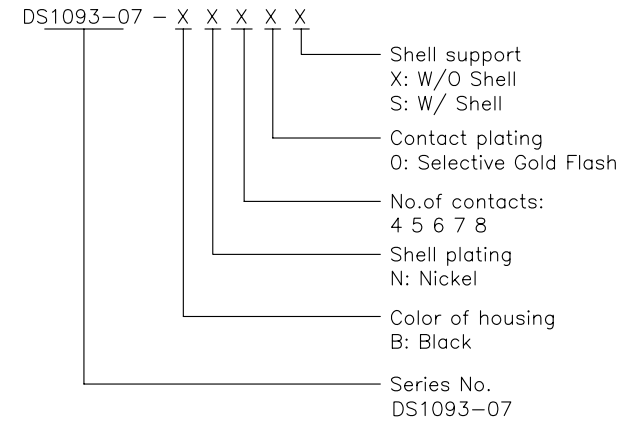 DS1093-07 - X X X X X
Shell support
X: W/O Shell
S: W/ Shell
Contact plating
0: Selective Gold Flash
No.of contacts:
4 5 6 7 8
Shell plating
N: Nickel
Color of housing
B: Black
Series No.
DS1093-07